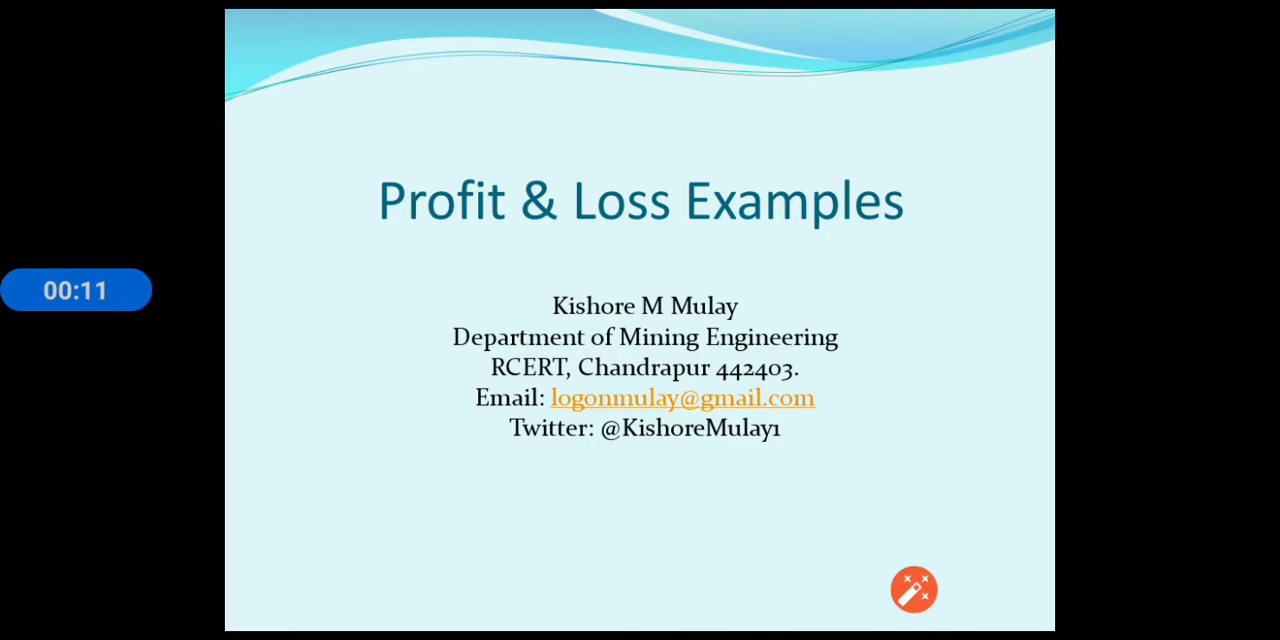 Profit & Loss Examples
00:11
Kishore M Mulay
Department of Mining Engineering
RCERT, Chandrapur 442403.
Email: logonmulay@gmail.com
Twitter: @KishoreMulay1